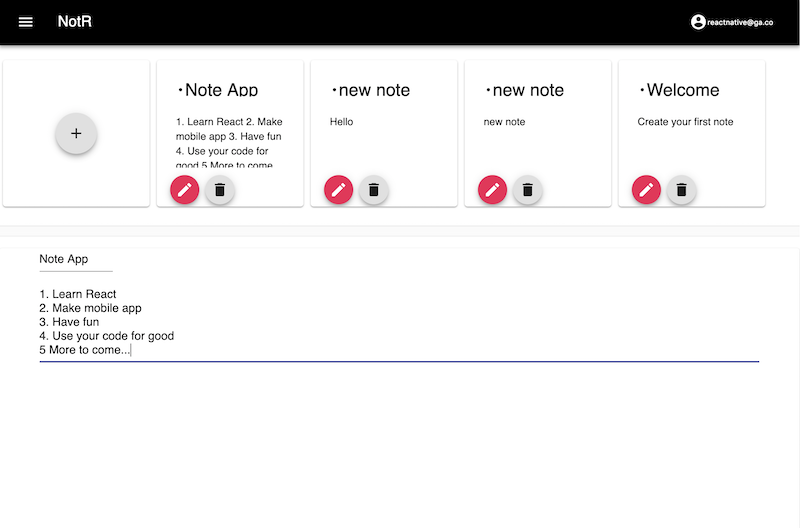 NotR
reactnative@ga.co
+
·Note App
1. Learn React 2. Make
mobile app 3. Have fun
4. Use your code for
good 5 More to come...
·new note
Hello
·new note
new note
·Welcome
Create your first note
Note App
1. Learn React
2. Make mobile app
3. Have fun
4. Use your code for good
5 More to come...